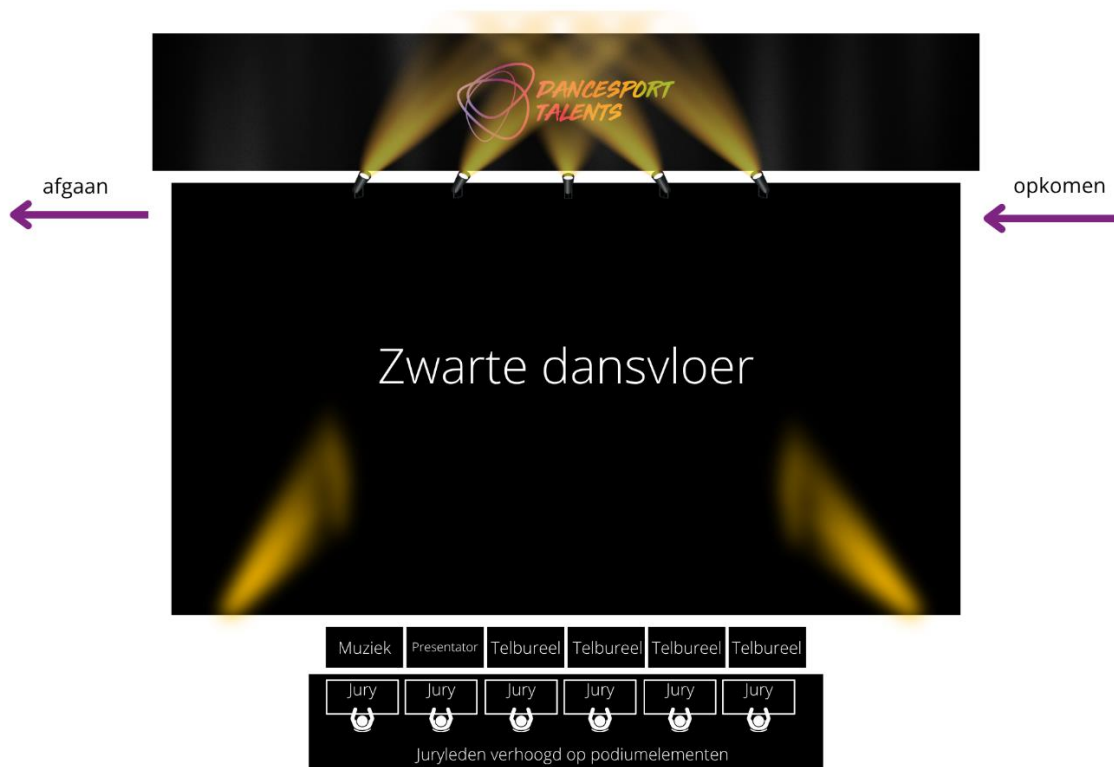 DANCESPORT
TALENTS
afgaan
opkomen
Zwarte dansvloer
Muziek
Presentator
Telbureel
Telbureel
Telbureel
Telbureel
Jury
Jury
Jury
Jury
Jury
Jury
Juryleden verhoogd op podiumelementen